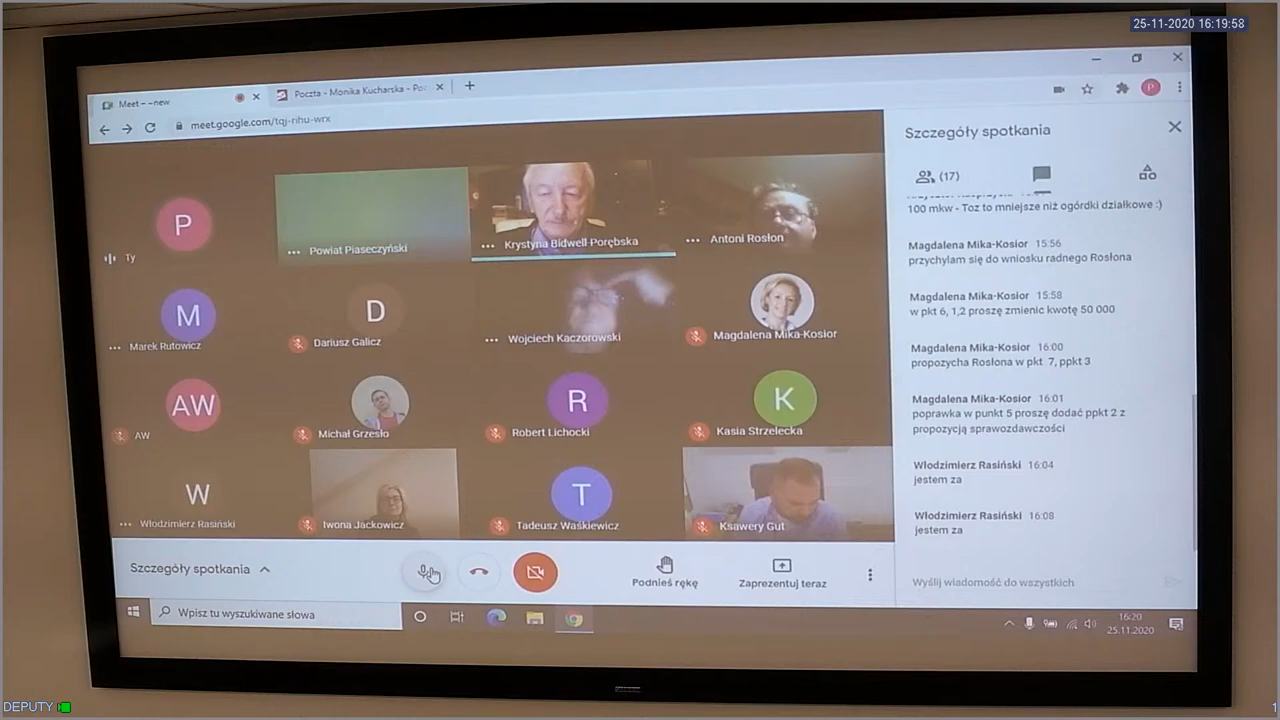 25-11-2020 16:19:58
Meet – –new
Poczta - Monika Kucharska - Po
meet.google.com/tqj-rihu-wrx
Szczegóły spotkania
(17)
100 mkw - Toz to mniejsze niż ogórdki działkowe :)
Magdalena Mika-Kosior 15:56
przychylam się do wniosku radnego Rosłona
Magdalena Mika-Kosior 15:58
w pkt 6, 1,2 proszę zmienic kwotę 50 000
Magdalena Mika-Kosior 16:00
propozycha Rosłona w pkt 7, ppkt 3
Magdalena Mika-Kosior 16:01
poprawka w punkt 5 proszę dodać ppkt 2 z
propozycją sprawozdawczości
Włodzimierz Rasiński 16:04
jestem za
Włodzimierz Rasiński 16:08
jestem za
Wyślij wiadomość do wszystkich
P
Ty
Powiat Piaseczyński
Krystyna Bidwell-Porębska
Antoni Rosłon
M
Marek Rutowicz
D
Dariusz Galicz
Wojciech Kaczorowski
Magdalena Mika-Kosior
AW
AW
Michał Grzesło
R
Robert Lichocki
K
Kasia Strzelecka
W
Włodzimierz Rasiński
Iwona Jackowicz
T
Tadeusz Waśkiewicz
Ksawery Gut
Szczegóły spotkania
Podnieś rękę
Zaprezentuj teraz
Wpisz tu wyszukiwane słowa
16:20
25.11.2020
DEPUTY